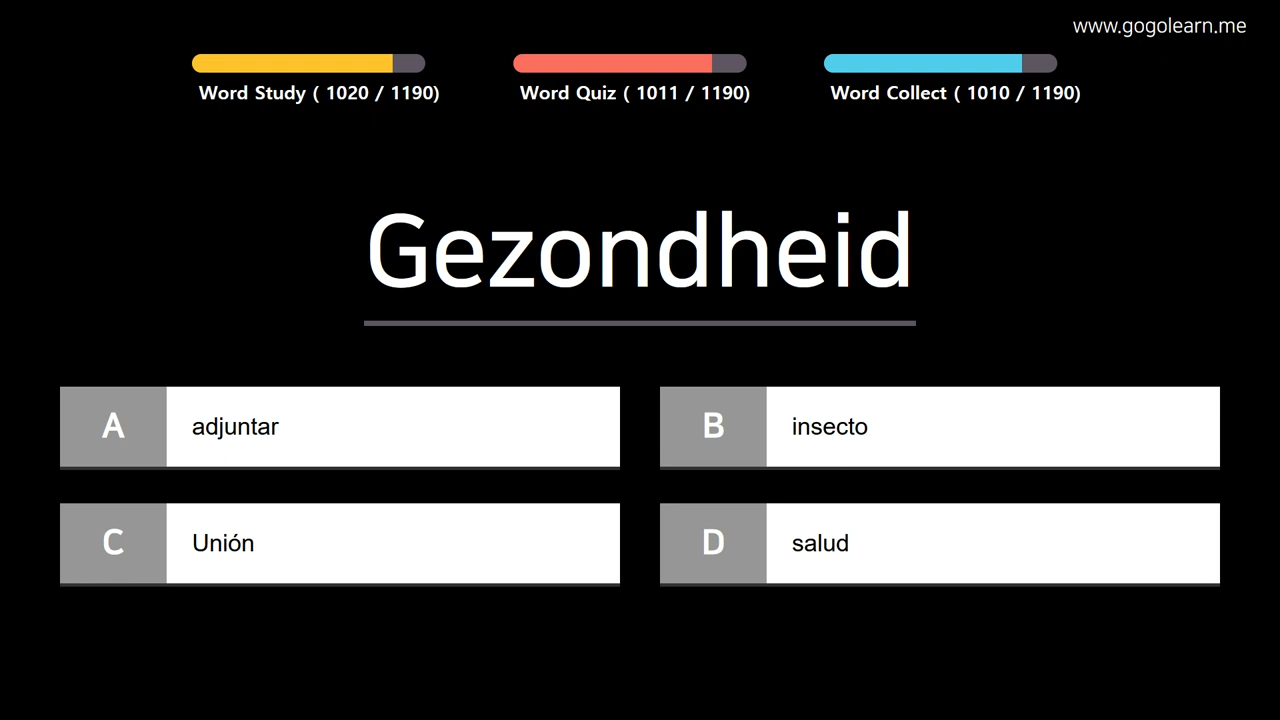 www.gogolearn.me
Word Study ( 1020 / 1190)
Word Quiz ( 1011 / 1190)
Word Collect ( 1010 / 1190)
Gezondheid
A adjuntar
B insecto
C Unión
D salud